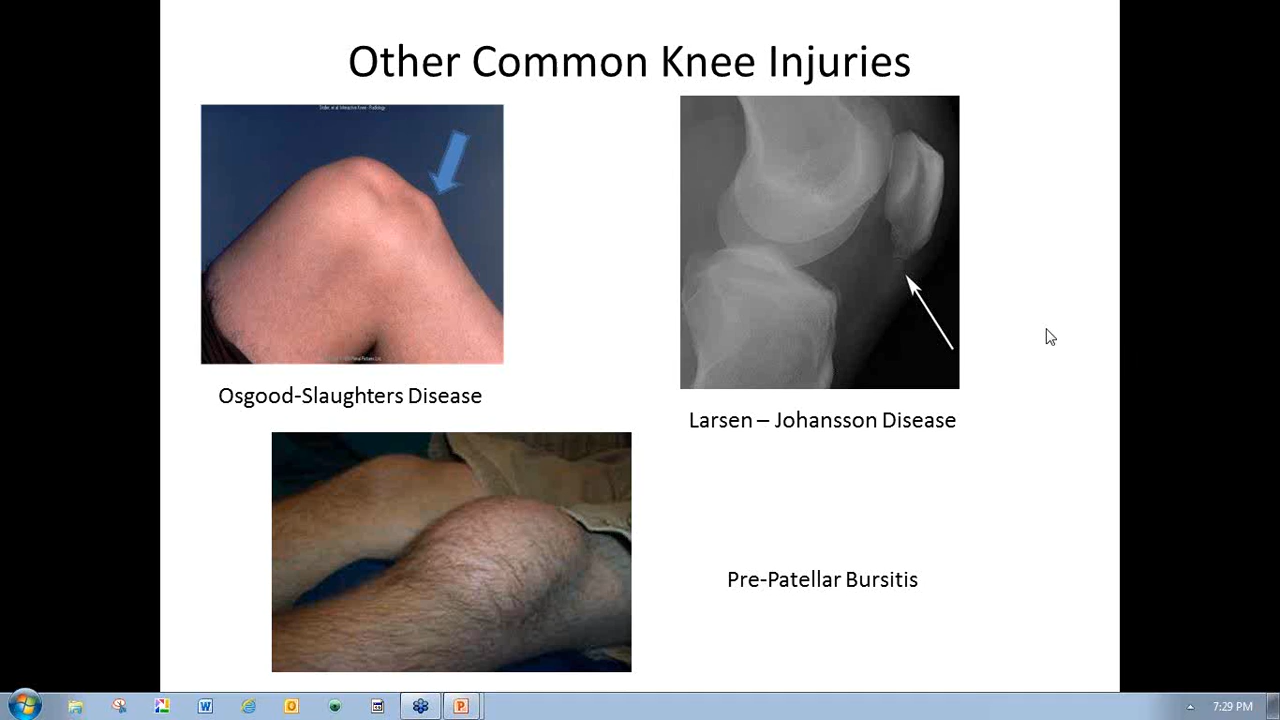 Other Common Knee Injuries
Osgood-Slaughters Disease
Larsen – Johansson Disease
Pre-Patellar Bursitis
7:29 PM